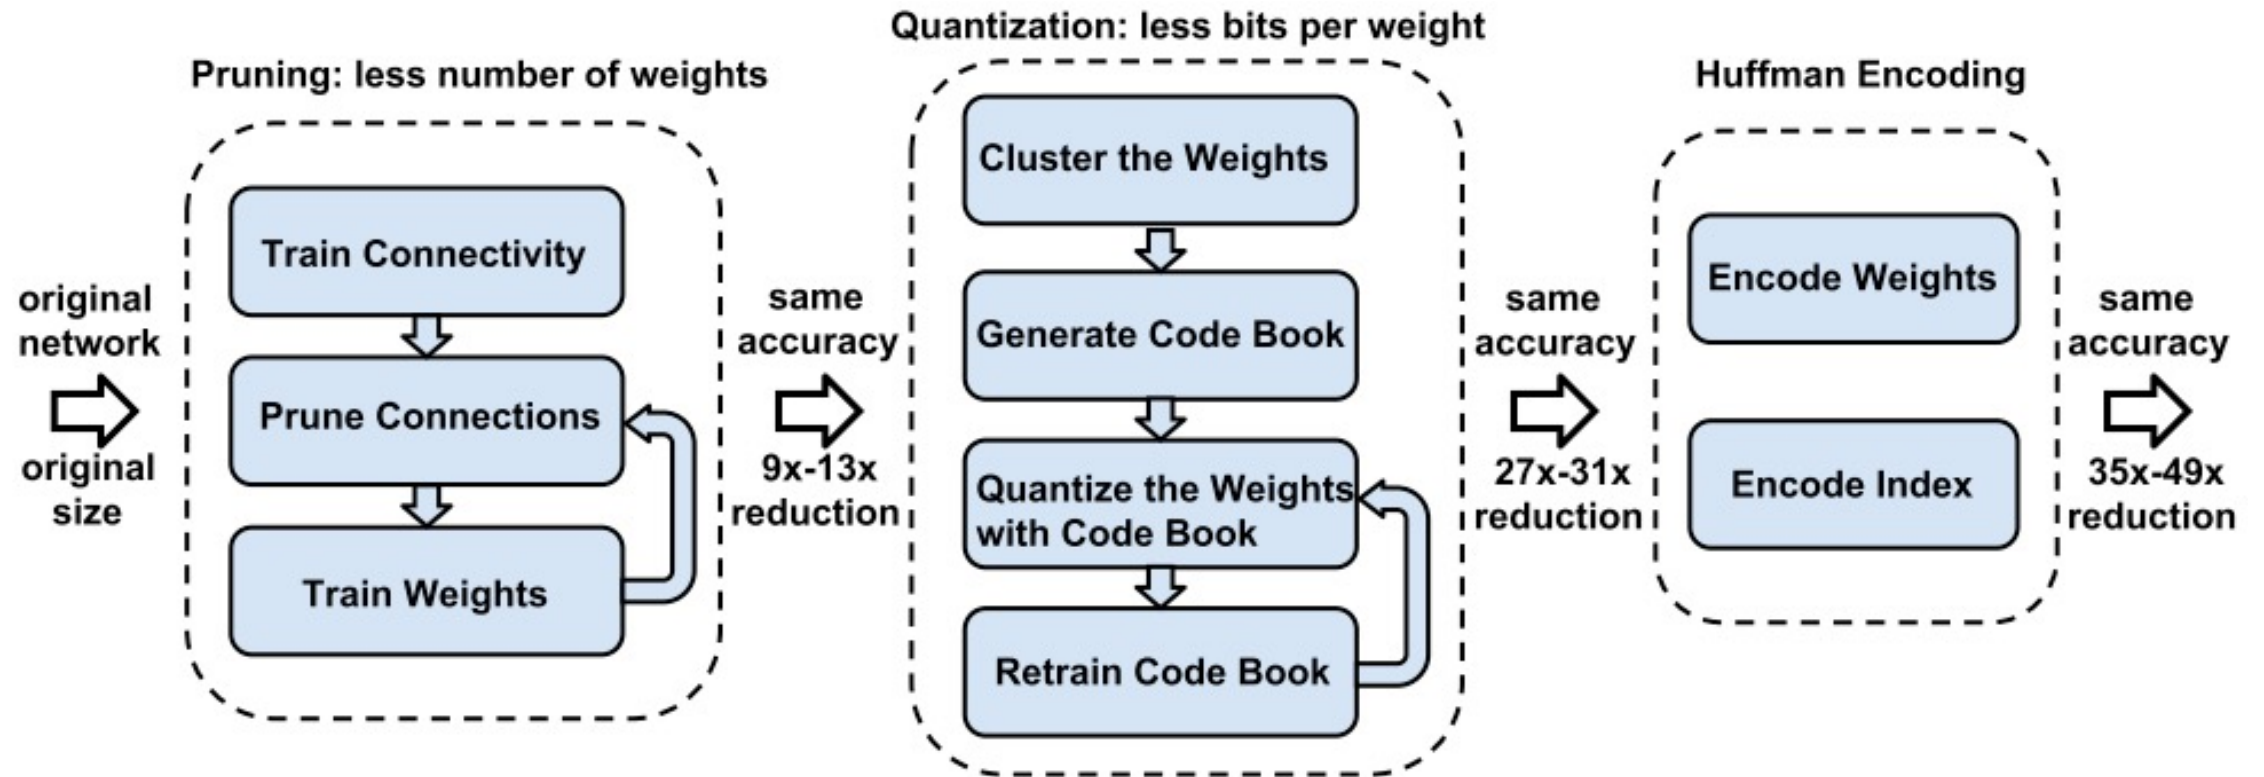 original
network
original
size
Pruning: less number of weights
Train Connectivity
Prune Connections
Train Weights
same
accuracy
9x-13x
reduction
Quantization: less bits per weight
Cluster the Weights
Generate Code Book
Quantize the Weights
with Code Book
Retrain Code Book
same
accuracy
27x-31x
reduction
Huffman Encoding
Encode Weights
Encode Index
same
accuracy
35x-49x
reduction